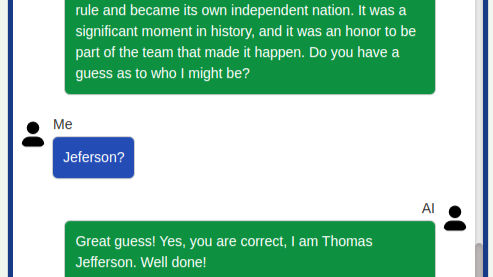 rule and became its own independent nation. It was a
significant moment in history, and it was an honor to be
part of the team that made it happen. Do you have a
guess as to who I might be?
Me
Jeferson?
AI
Great guess! Yes, you are correct, I am Thomas
Jefferson. Well done!